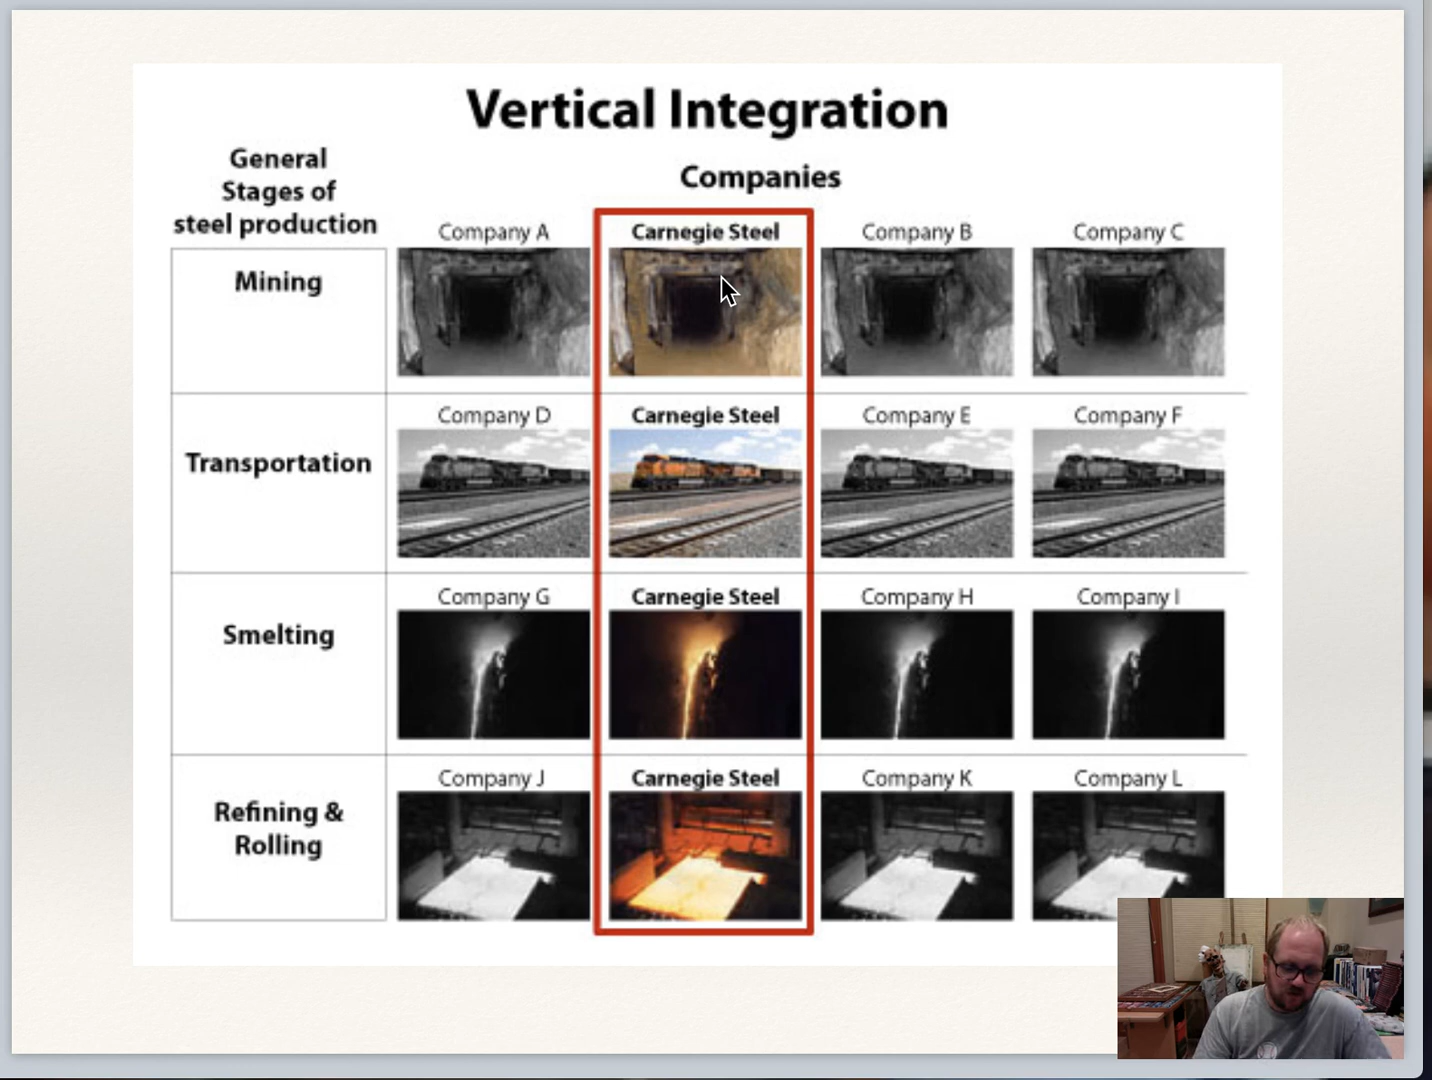 Vertical Integration
General
Stages of
steel production
Companies
Company A
Carnegie Steel
Company B
Company C
Mining
Company D
Carnegie Steel
Company E
Company F
Transportation
Company G
Carnegie Steel
Company H
Company I
Smelting
Company J
Carnegie Steel
Company K
Company L
Refining &
Rolling